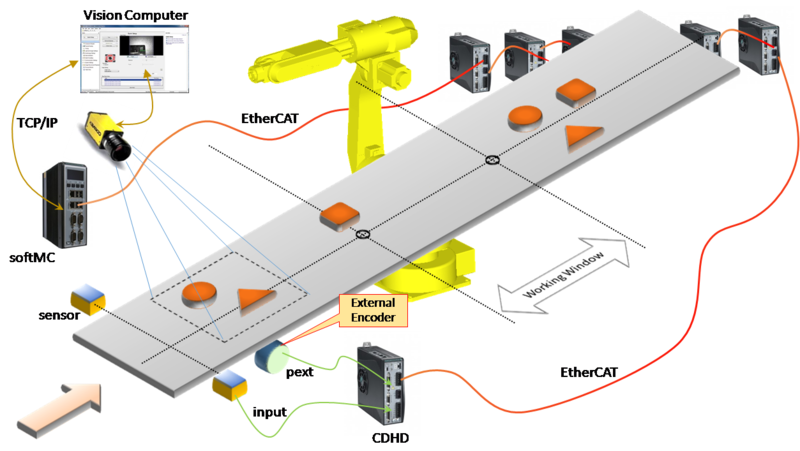 Vision Computer
TCP/IP
EtherCAT
softMC
sensor
Working Window
External
Encoder
pext
input
EtherCAT
CDHD